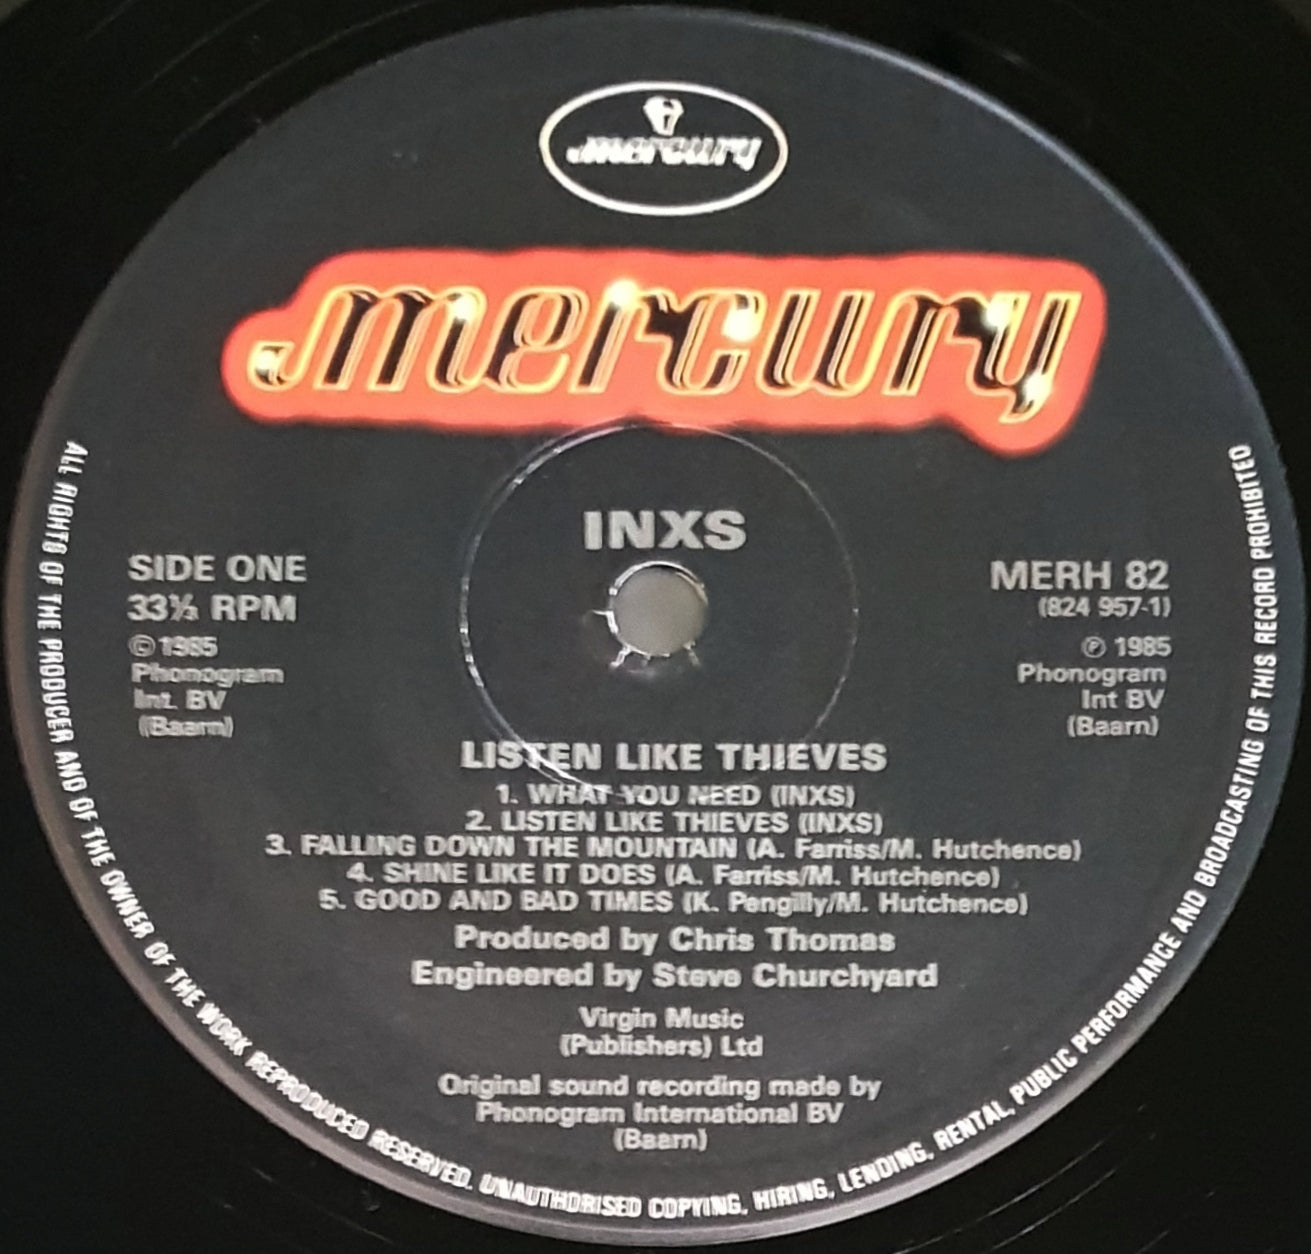 mercury
mercury
INXS
SIDE ONE
33⅓ RPM
© 1985
Phonogram
Int. BV
(Baarn)
MERH 82
(824 957-1)
℗ 1985
Phonogram
Int BV
(Baarn)
LISTEN LIKE THIEVES
1. WHAT YOU NEED (INXS)
2. LISTEN LIKE THIEVES (INXS)
3. FALLING DOWN THE MOUNTAIN (A. Farriss/M. Hutchence)
4. SHINE LIKE IT DOES (A. Farriss/M. Hutchence)
5. GOOD AND BAD TIMES (K. Pengilly/M. Hutchence)
Produced by Chris Thomas
Engineered by Steve Churchyard
Virgin Music
(Publishers) Ltd
Original sound recording made by
Phonogram International BV
(Baarn)
ALL RIGHTS OF THE PRODUCER AND OF THE OWNER OF THE WORK REPRODUCED RESERVED. UNAUTHORISED COPYING, HIRING, LENDING, RENTAL, PUBLIC PERFORMANCE AND BROADCASTING OF THIS RECORD PROHIBITED